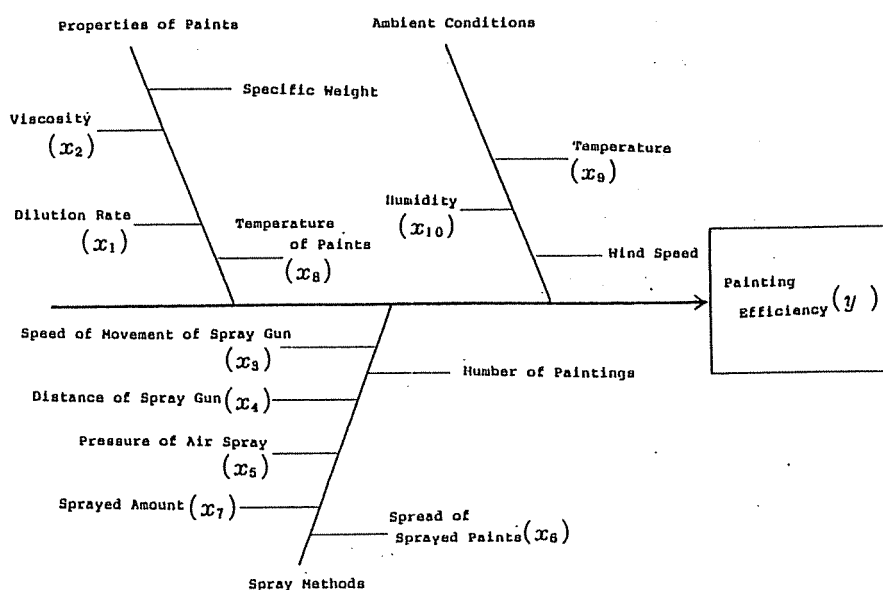 Properties of Paints
Ambient Conditions
Specific Weight
Viscosity
(x₂)
Temperature
(x₉)
Humidity
(x₁₀)
Dilution Rate
(x₁)
Temperature
of Paints
(x₈)
Wind Speed
Painting
Efficiency (y)
Speed of Movement of Spray Gun
(x₃)
Number of Paintings
Distance of Spray Gun (x₄)
Pressure of Air Spray
(x₅)
Sprayed Amount (x₇)
Spread of
Sprayed Paints (x₆)
Spray Methods